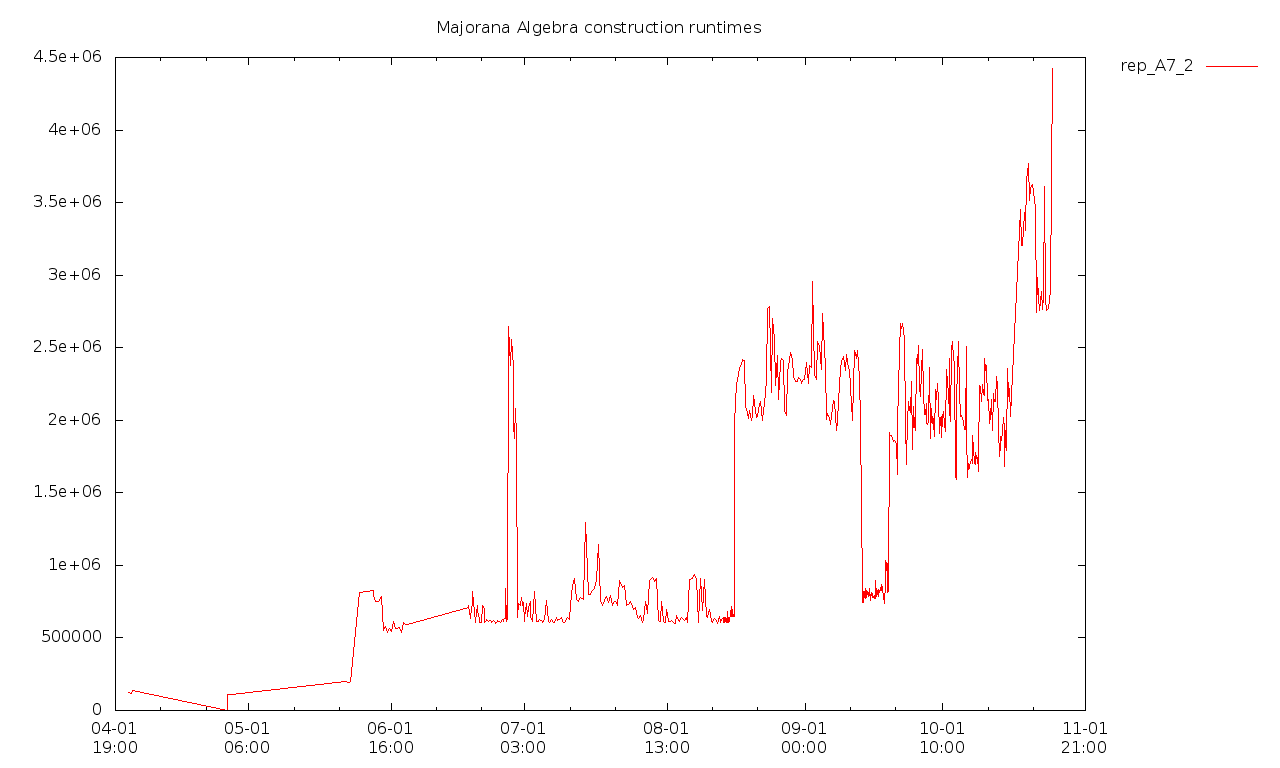 Majorana Algebra construction runtimes
rep_A7_2
4.5e+06
4e+06
3.5e+06
3e+06
2.5e+06
2e+06
1.5e+06
1e+06
500000
0
04-01 05-01 06-01 07-01 08-01 09-01 10-01 11-01
19:00 06:00 16:00 03:00 13:00 00:00 10:00 21:00